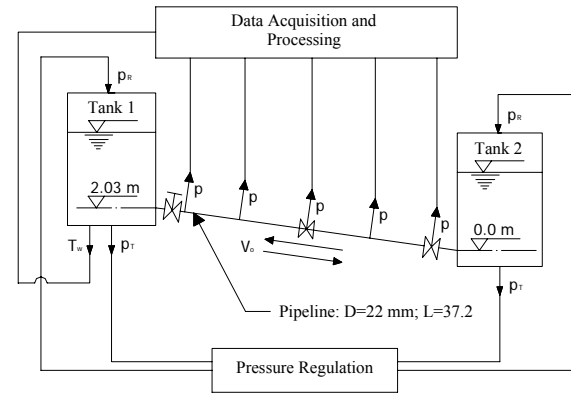 Data Acquisition and
Processing
pR
Tank 1
pR
Tank 2
2.03 m
p
p
p
p
p
0.0 m
Tw
pT
Vo
pT
Pipeline: D=22 mm; L=37.2
Pressure Regulation